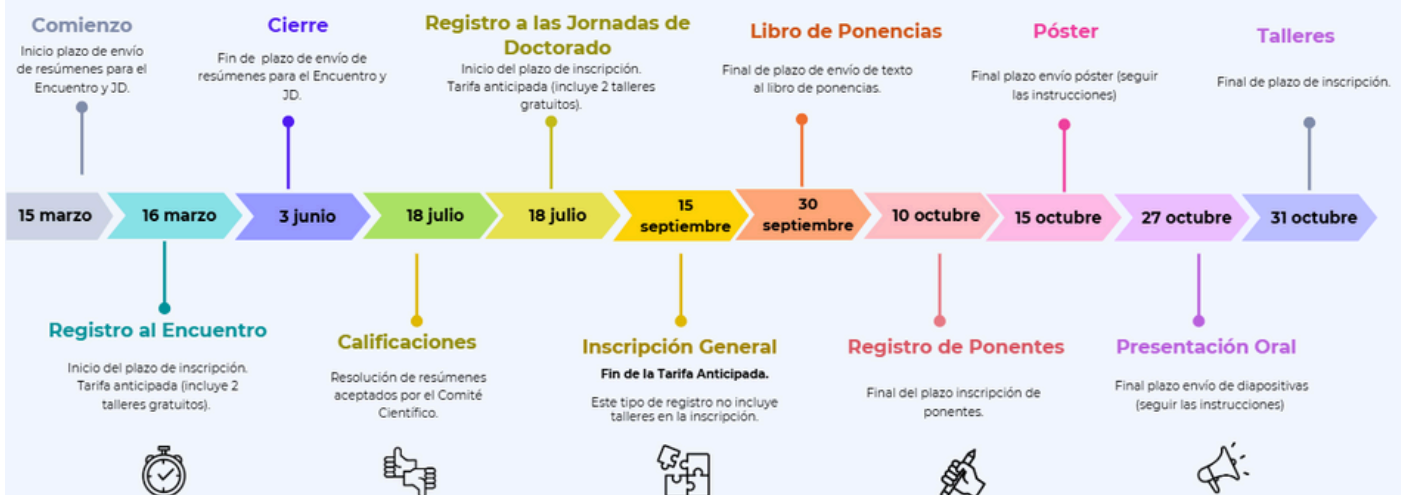 Comienzo
Inicio plazo de envío
de resúmenes para el
Encuentro y JD.
Cierre
Fin de plazo de envío de
resúmenes para el Encuentro y
JD.
Registro a las Jornadas de
Doctorado
Inicio del plazo de inscripción.
Tarifa anticipada (incluye 2 talleres
gratuitos).
Libro de Ponencias
Final de plazo de envío de texto
al libro de ponencias.
Póster
Final plazo envío póster (seguir
las instrucciones)
Talleres
Final de plazo de inscripción.
15 marzo
16 marzo
3 junio
18 julio
18 julio
15
septiembre
30
septiembre
10 octubre
15 octubre
27 octubre
31 octubre
Registro al Encuentro
Inicio del plazo de inscripción.
Tarifa anticipada (incluye 2
talleres gratuitos).
Calificaciones
Resolución de resúmenes
aceptados por el Comité
Científico.
Inscripción General
Fin de la Tarifa Anticipada.
Este tipo de registro no incluye
talleres en la inscripción.
Registro de Ponentes
Final del plazo inscripción de
ponentes.
Presentación Oral
Final plazo envío de diapositivas
(seguir las instrucciones)